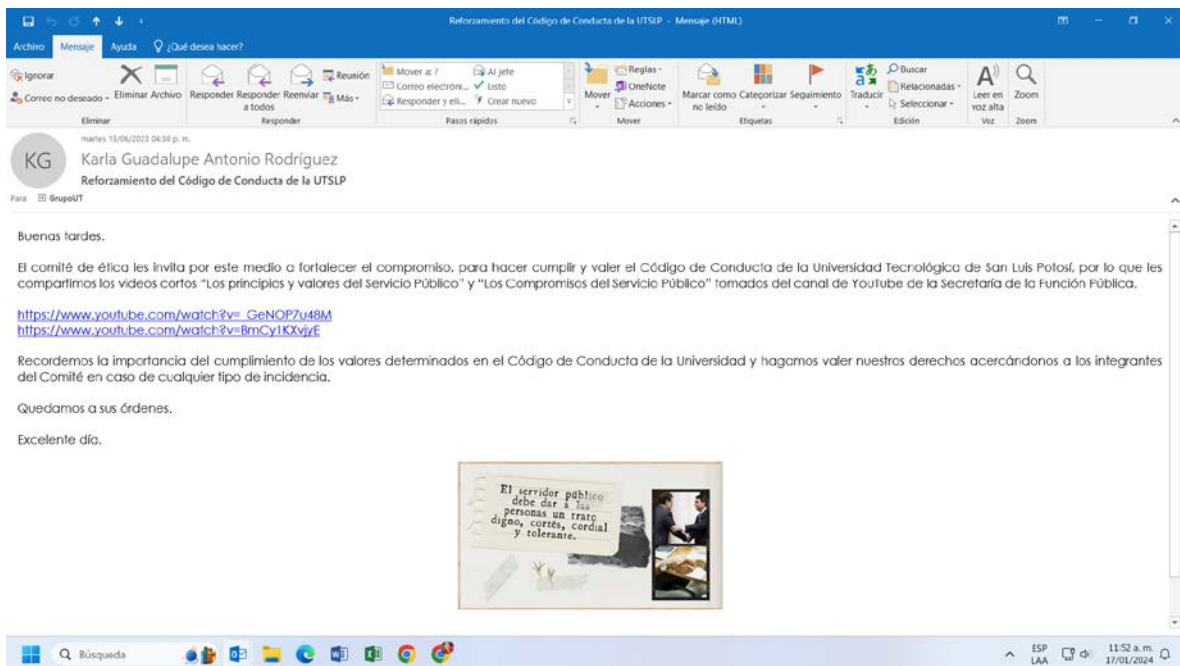 Reforzamiento del Código de Conducta de la UTSLP - Mensaje (HTML)
Archivo Mensaje Ayuda ¿Qué desea hacer?
Ignorar
Correo no deseado
Eliminar Archivo
Responder Responder a todos Reenviar
Reunión
Más
Mover a: ?
Correo electróni...
Responder y eli...
Al jefe
Listo
Crear nuevo
Mover
Reglas
OneNote
Acciones
Marcar como no leído
Categorizar Seguimiento
Traducir
Buscar
Relacionadas
Seleccionar
Leer en voz alta
Zoom
Eliminar Responder Pasos rápidos Mover Etiquetas Edición Voz Zoom
martes 13/06/2023 04:38 p. m.
KG
Karla Guadalupe Antonio Rodríguez
Reforzamiento del Código de Conducta de la UTSLP
Para GrupoUT
Buenas tardes.
El comité de ética les invita por este medio a fortalecer el compromiso, para hacer cumplir y valer el Código de Conducta de la Universidad Tecnológica de San Luis Potosí, por lo que les
compartimos los videos cortos “Los principios y valores del Servicio Público” y “Los Compromisos del Servicio Público” tomados del canal de YouTube de la Secretaría de la Función Pública.
https://www.youtube.com/watch?v=_GeNOP7u48M
https://www.youtube.com/watch?v=BmCy1KXvjyE
Recordemos la importancia del cumplimiento de los valores determinados en el Código de Conducta de la Universidad y hagamos valer nuestros derechos acercándonos a los integrantes
del Comité en caso de cualquier tipo de incidencia.
Quedamos a sus órdenes.
Excelente día.
El servidor público
debe dar a las
personas un trato
digno, cortés, cordial
y tolerante.
Búsqueda
ESP
LAA
11:52 a. m.
17/01/2024